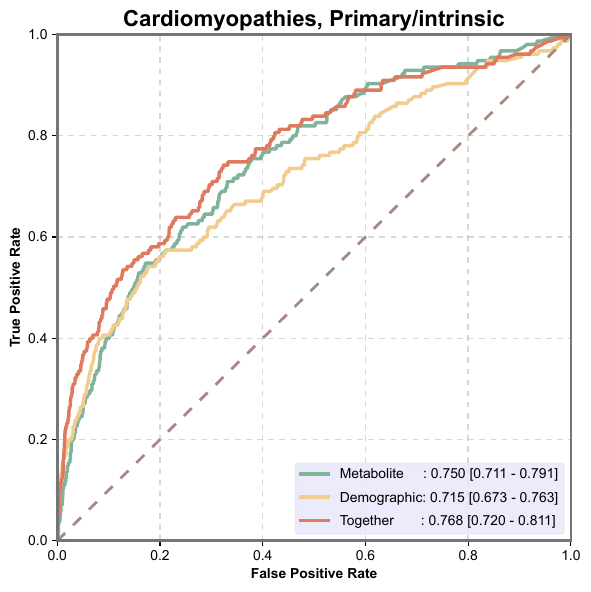 Cardiomyopathies, Primary/intrinsic
True Positive Rate
1.0
0.8
0.6
0.4
0.2
0.0
Metabolite : 0.750 [0.711 - 0.791]
Demographic: 0.715 [0.673 - 0.763]
Together : 0.768 [0.720 - 0.811]
0.0 0.2 0.4 0.6 0.8 1.0
False Positive Rate